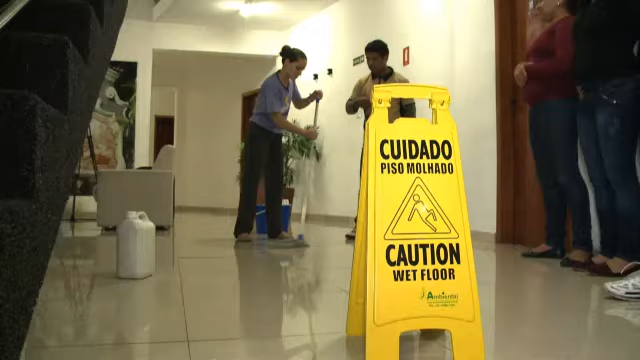 CUIDADO
PISO MOLHADO
CAUTION
WET FLOOR
Ambiental